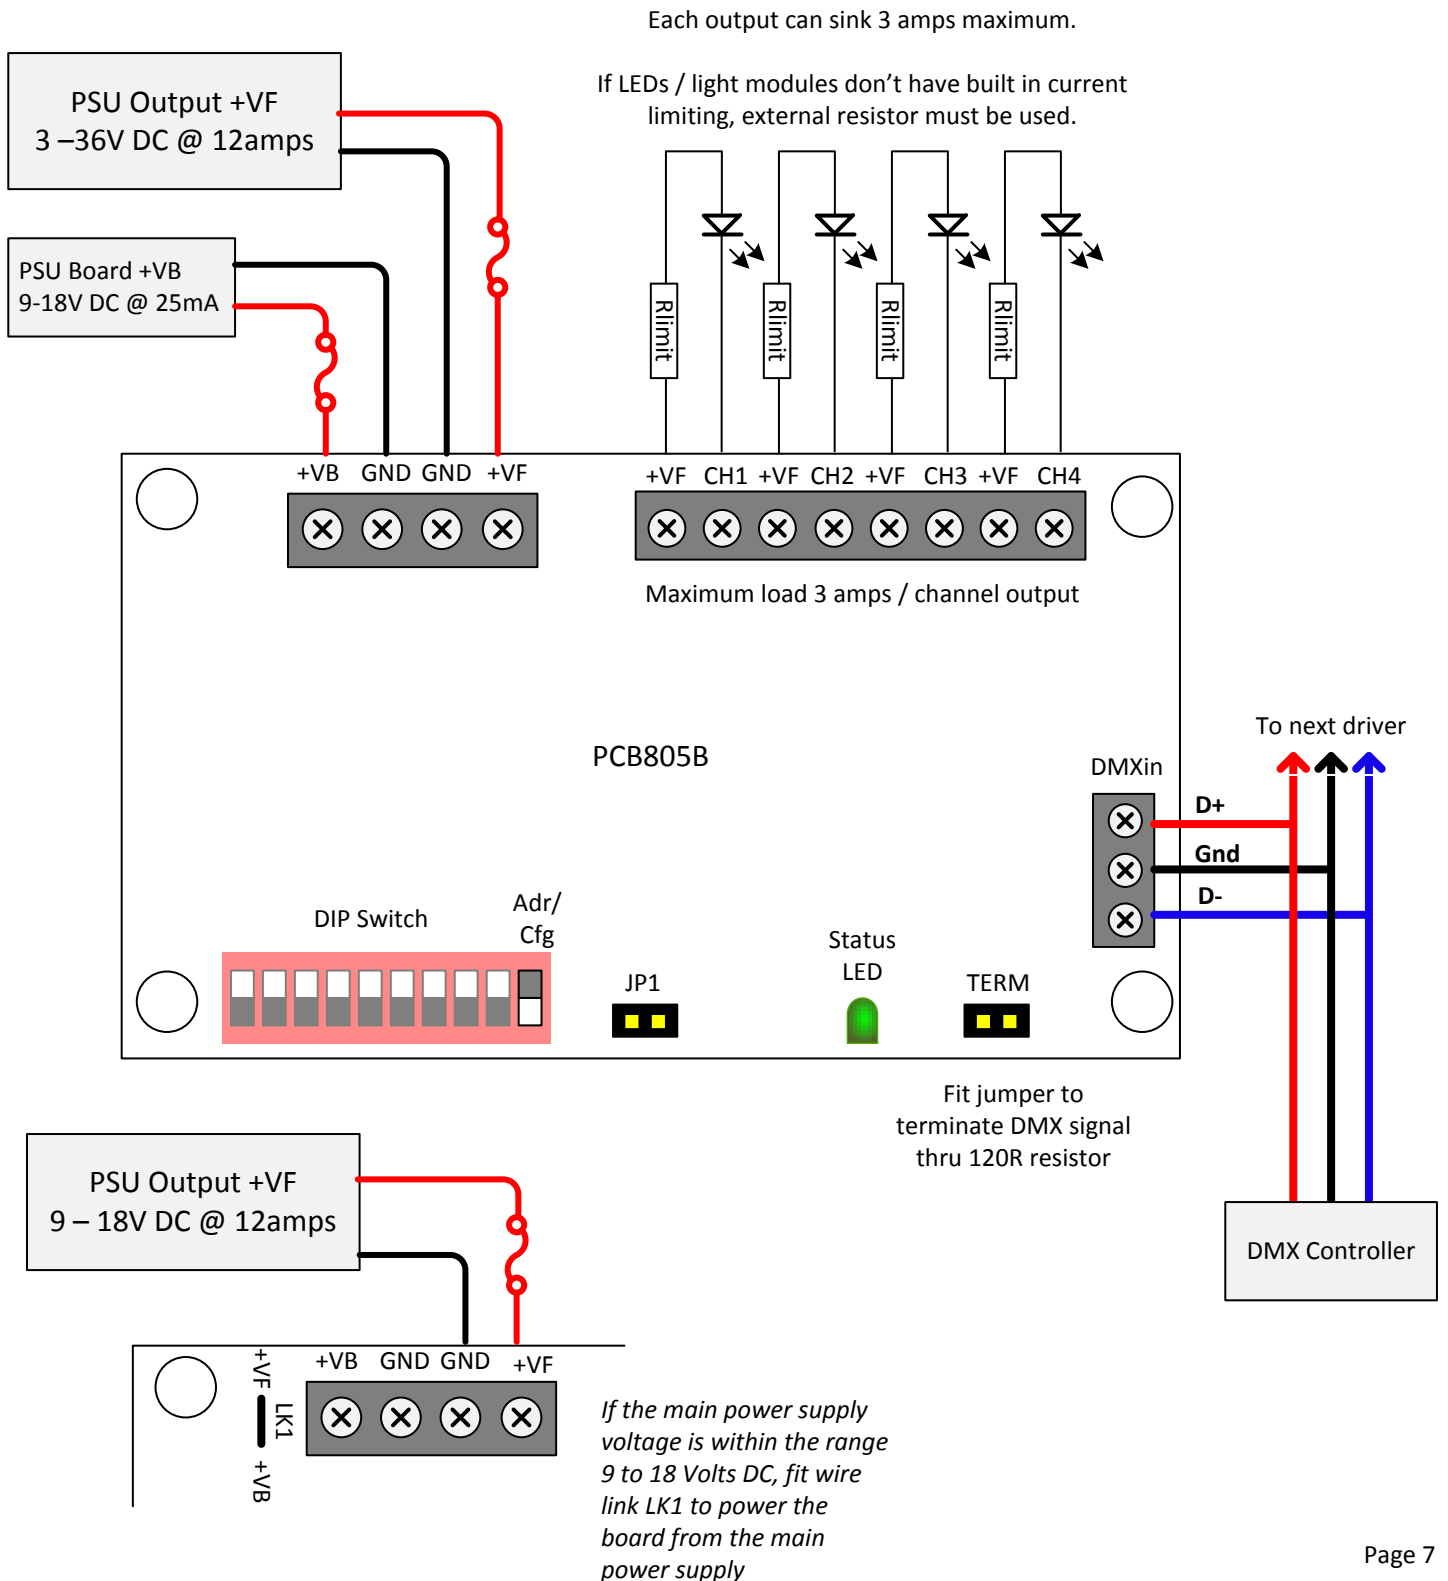 Each output can sink 3 amps maximum.
If LEDs / light modules don't have built in current
limiting, external resistor must be used.
PSU Output +VF
3 –36V DC @ 12amps
PSU Board +VB
9-18V DC @ 25mA
Rlimit
Rlimit
Rlimit
Rlimit
+VB GND GND +VF
+VF CH1 +VF CH2 +VF CH3 +VF CH4
Maximum load 3 amps / channel output
PCB805B
To next driver
DMXin
D+
Gnd
D-
DIP Switch
Adr/
Cfg
JP1
Status
LED
TERM
Fit jumper to
terminate DMX signal
thru 120R resistor
DMX Controller
PSU Output +VF
9 – 18V DC @ 12amps
+VF
LK1
+VB
+VB GND GND +VF
If the main power supply
voltage is within the range
9 to 18 Volts DC, fit wire
link LK1 to power the
board from the main
power supply
Page 7